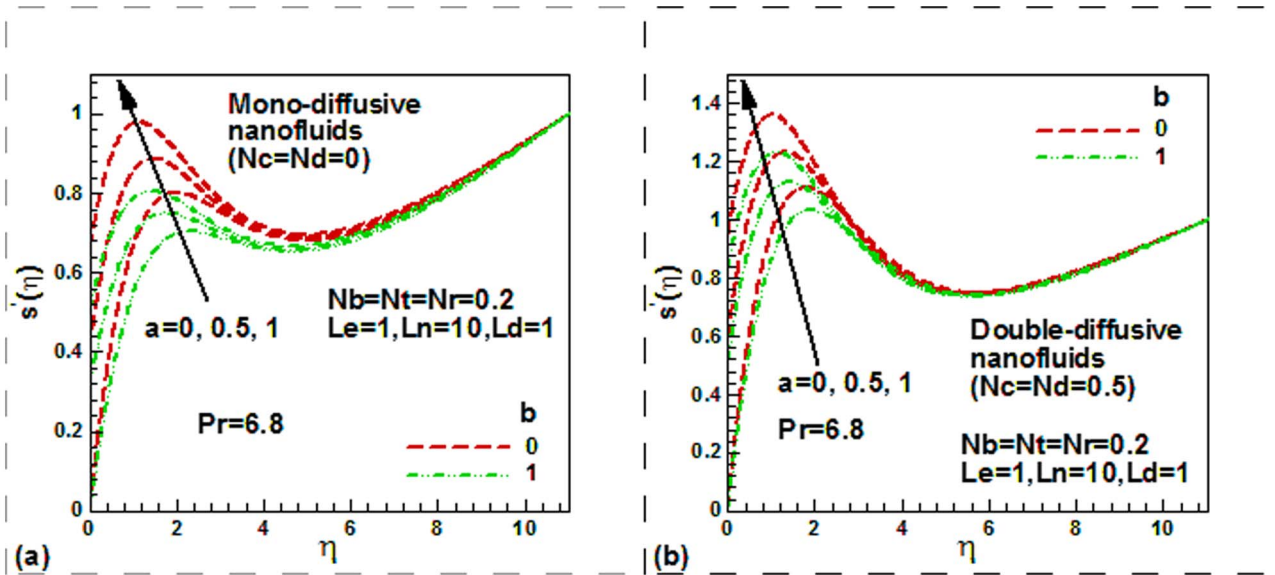 1
0.8
0.6
0.4
0.2
0
s'(η)
Mono-diffusive
nanofluids
(Nc=Nd=0)
Nb=Nt=Nr=0.2
Le=1,Ln=10,Ld=1
a=0, 0.5, 1
Pr=6.8
b
0
1
0 2 4 6 8 10
η
(a)
1.4
1.2
1
0.8
0.6
0.4
0.2
0
s'(η)
b
0
1
Double-diffusive
nanofluids
(Nc=Nd=0.5)
a=0, 0.5, 1
Pr=6.8
Nb=Nt=Nr=0.2
Le=1,Ln=10,Ld=1
0 2 4 6 8 10
η
(b)